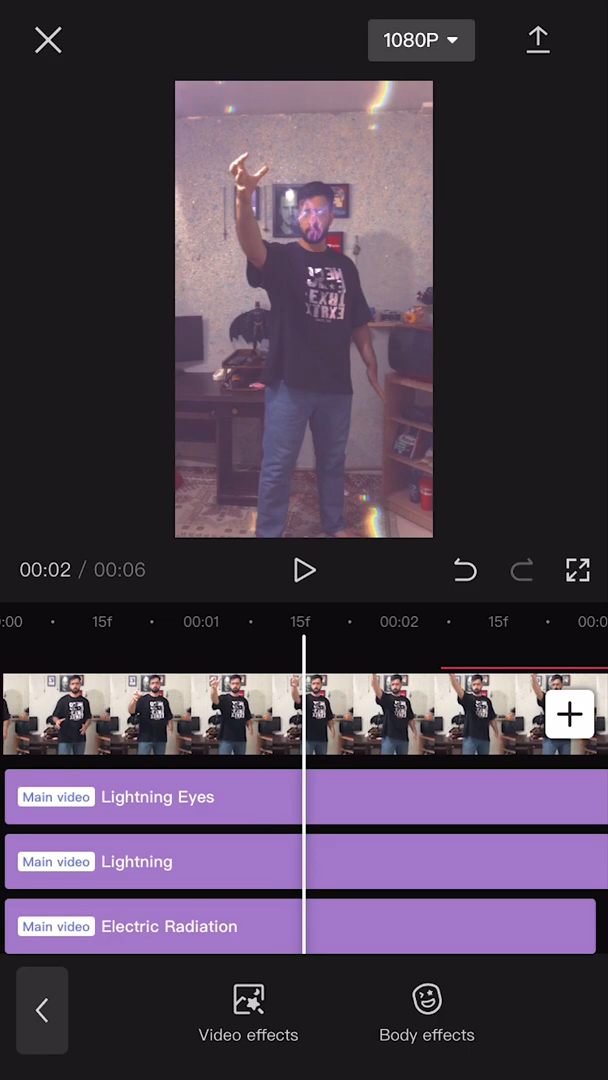 1080P
00:02 / 00:06
:00 15f 00:01 15f 00:02 15f 00:0
Main video Lightning Eyes
Main video Lightning
Main video Electric Radiation
Video effects Body effects